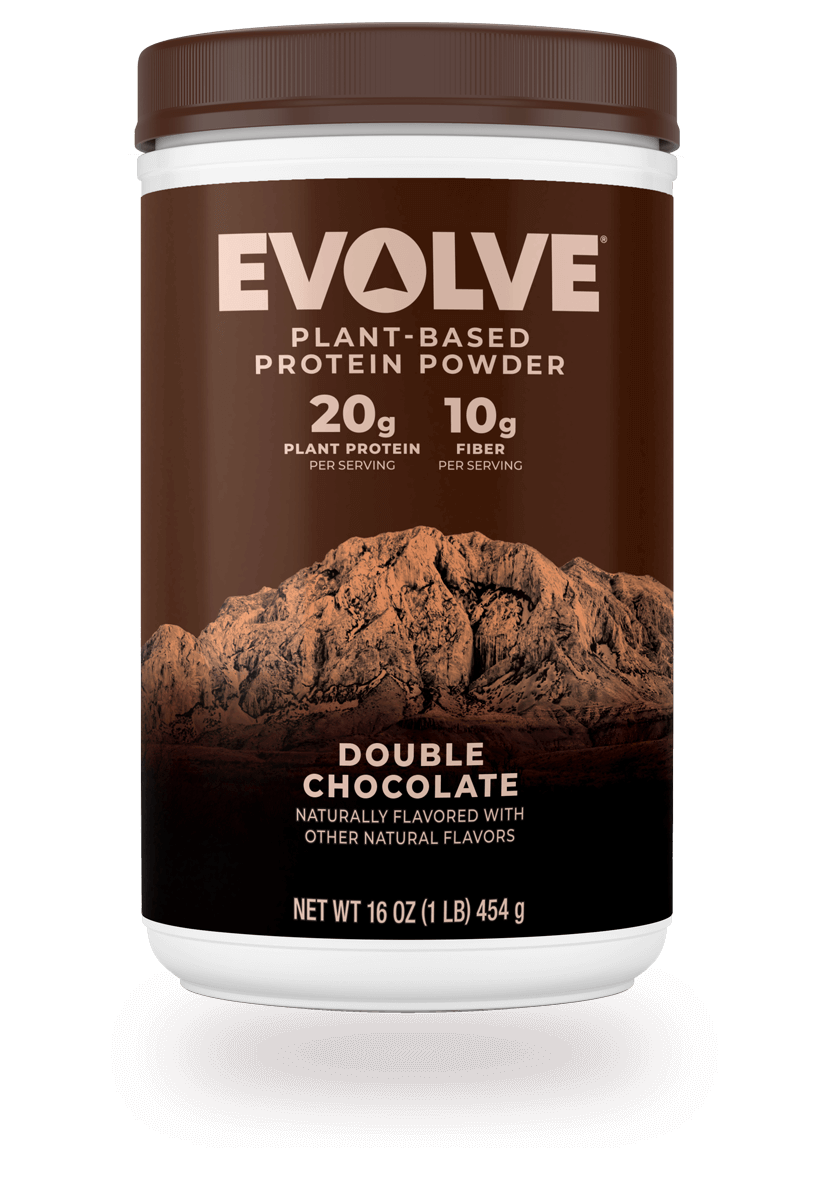 EVOLVE®
PLANT-BASED
PROTEIN POWDER
20g 10g
PLANT PROTEIN FIBER
PER SERVING PER SERVING
DOUBLE
CHOCOLATE
NATURALLY FLAVORED WITH
OTHER NATURAL FLAVORS
NET WT 16 OZ (1 LB) 454 g